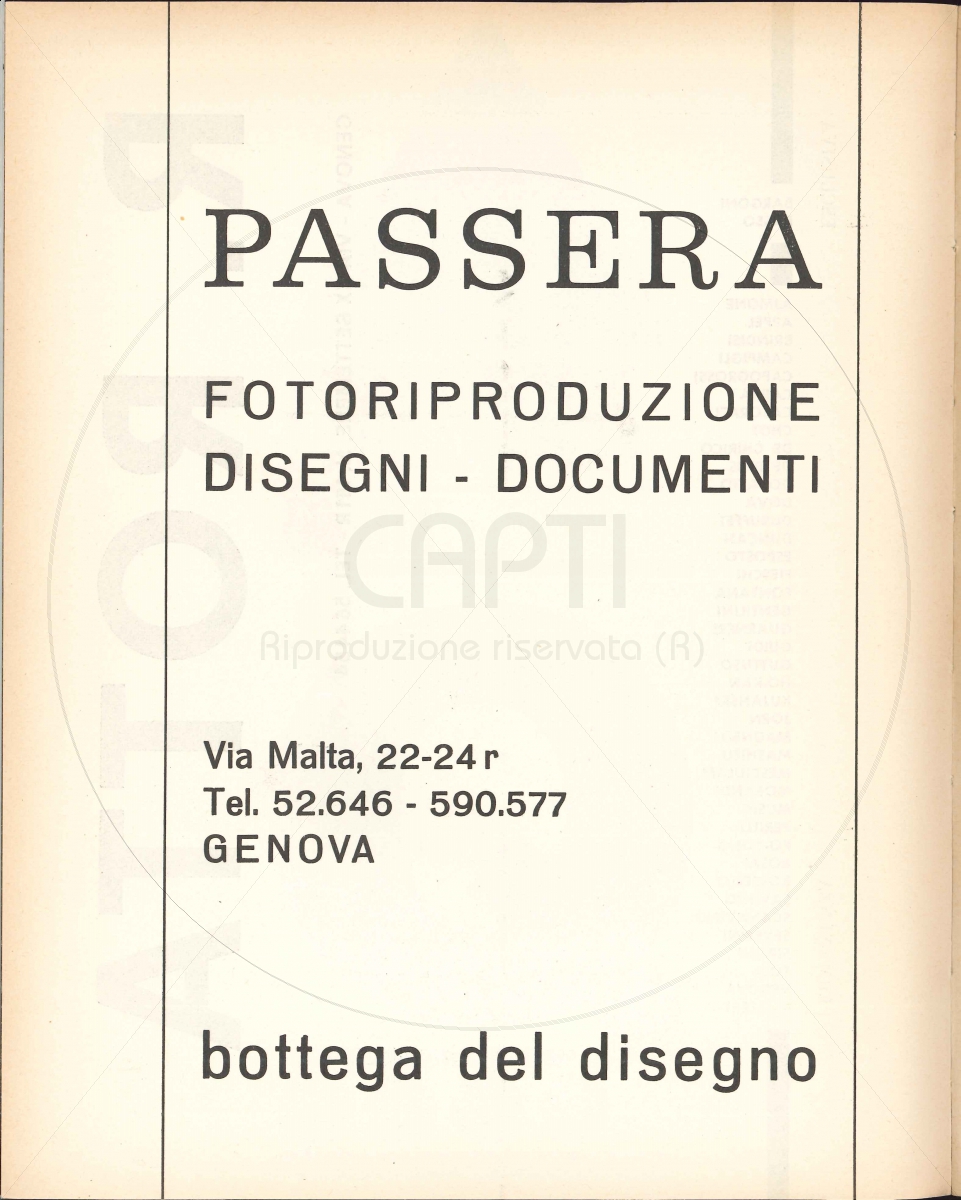 PASSERA
FOTORIPRODUZIONE
DISEGNI - DOCUMENTI
CAPTI
Riproduzione riservata (R)
Via Malta, 22-24 r
Tel. 52.646 - 590.577
GENOVA
bottega del disegno